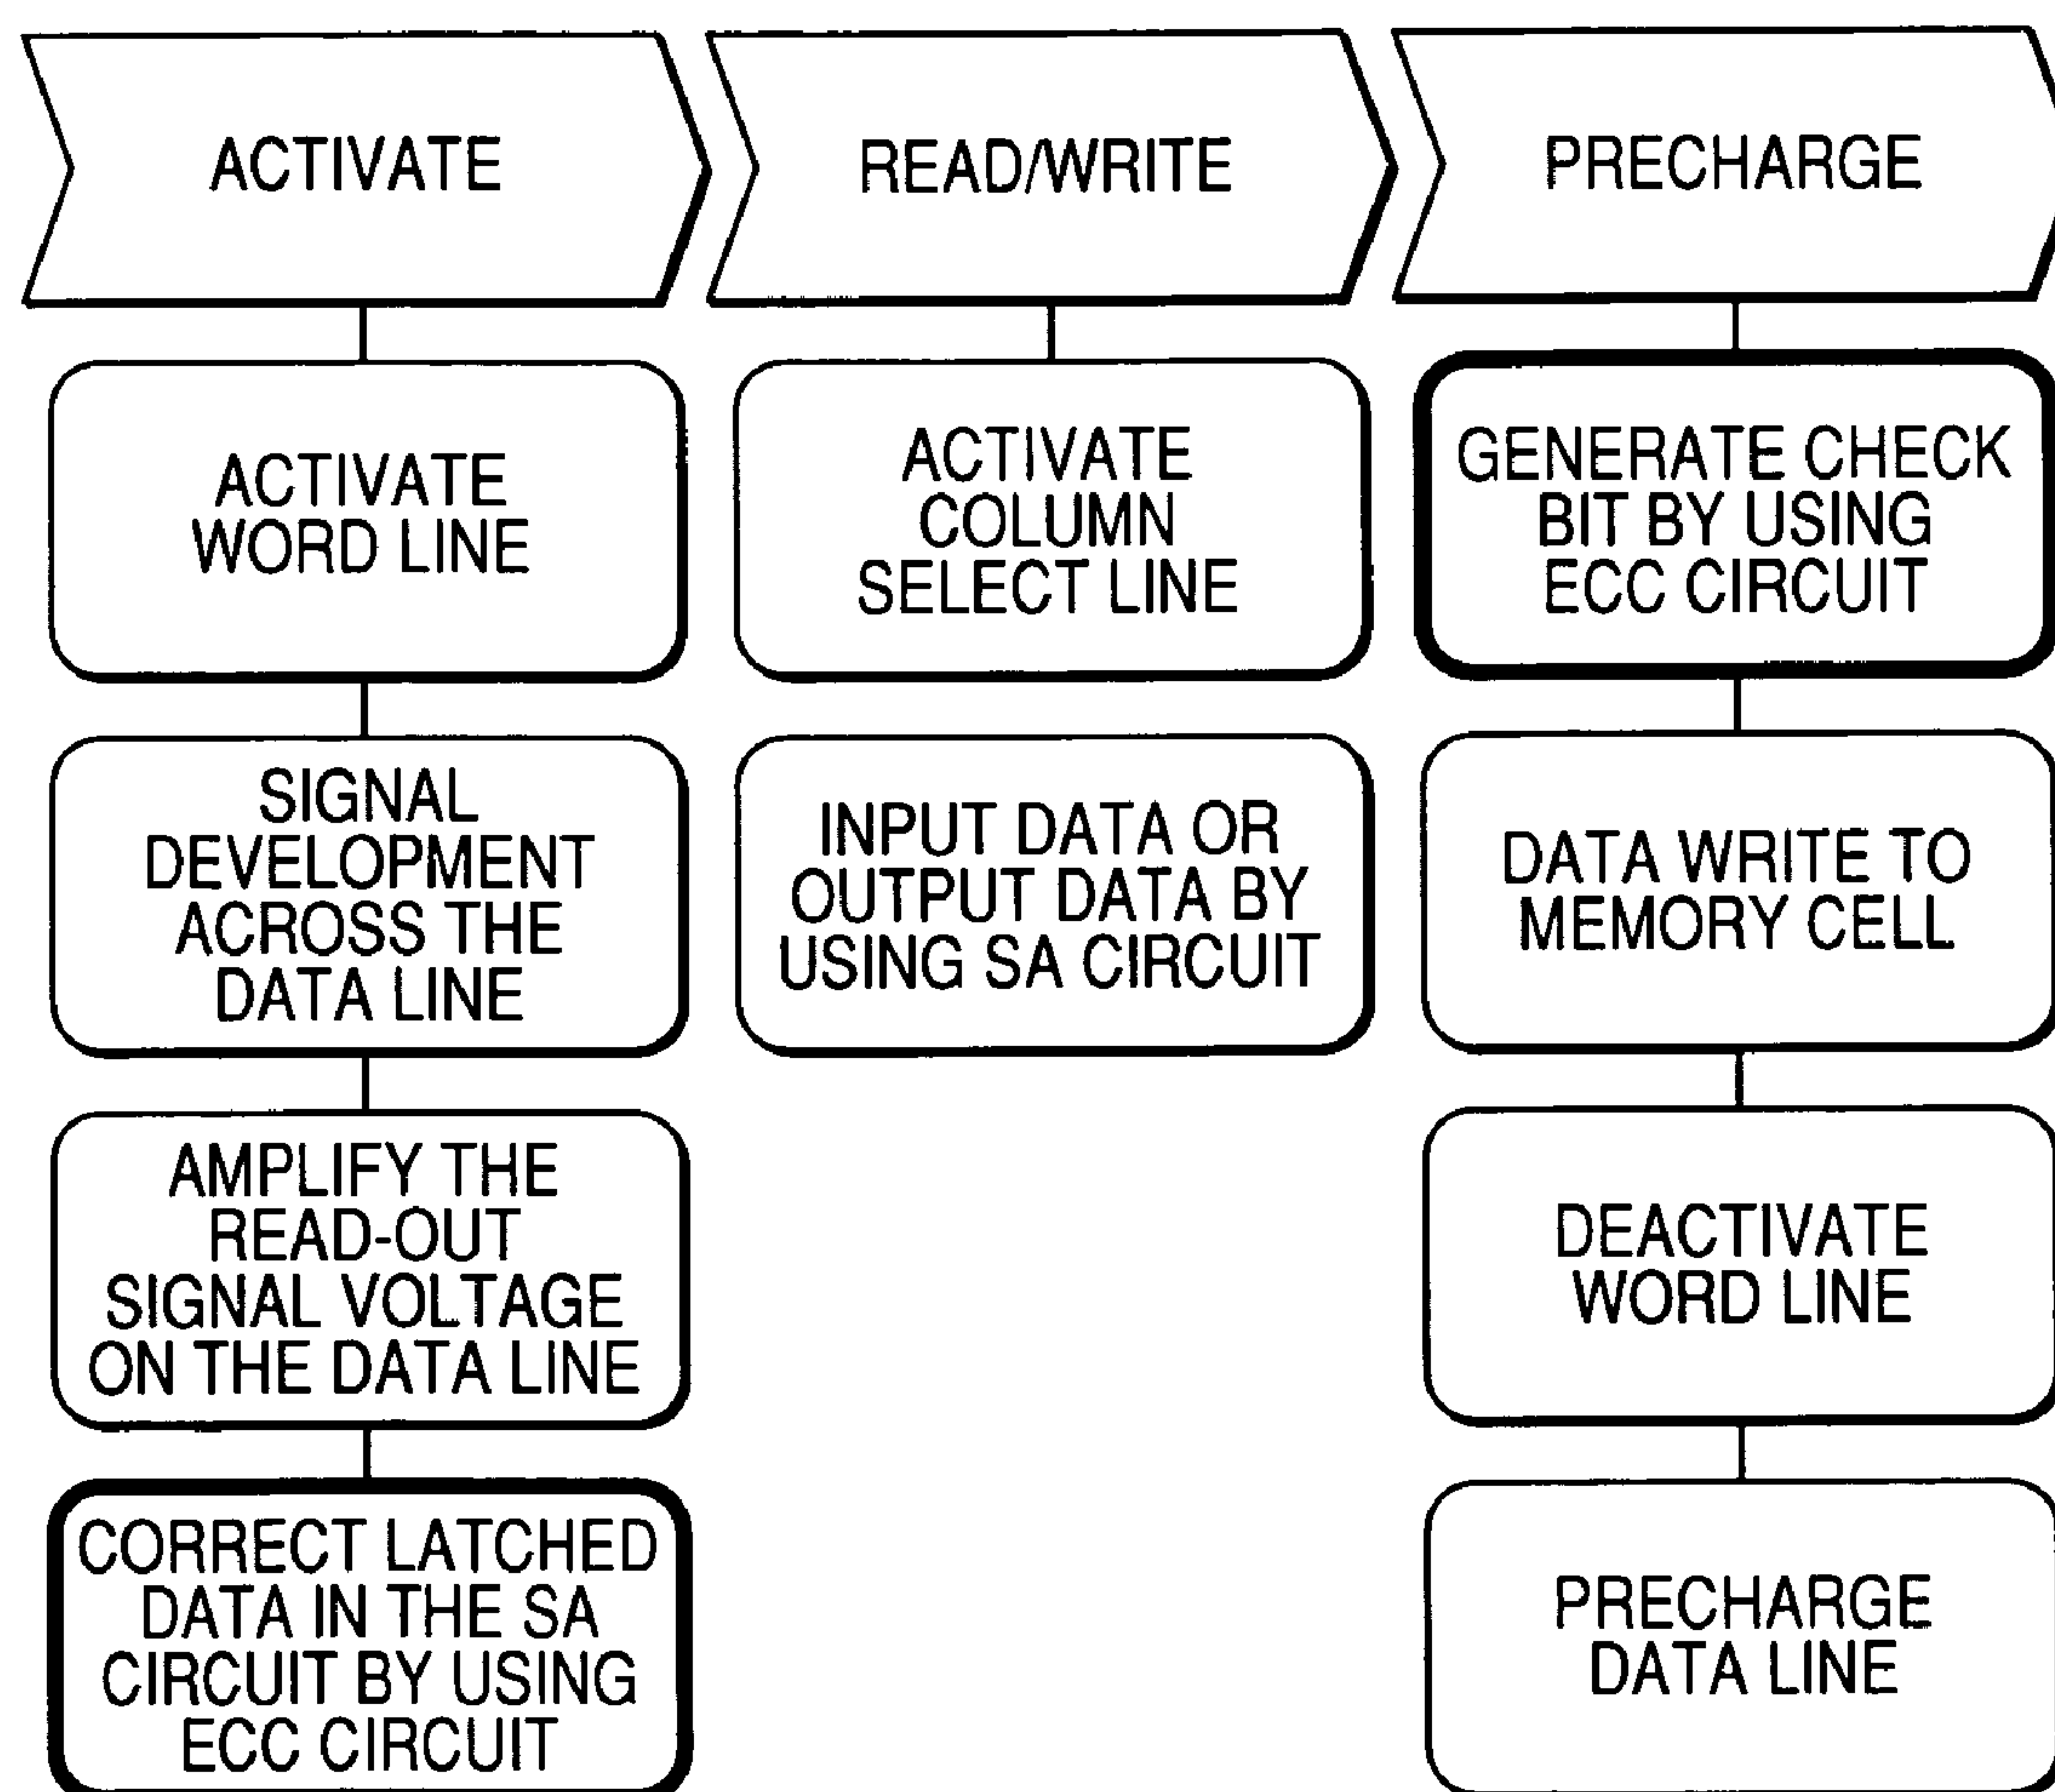 ACTIVATE
READ/WRITE
PRECHARGE
ACTIVATE
WORD LINE
SIGNAL
DEVELOPMENT
ACROSS THE
DATA LINE
AMPLIFY THE
READ-OUT
SIGNAL VOLTAGE
ON THE DATA LINE
CORRECT LATCHED
DATA IN THE SA
CIRCUIT BY USING
ECC CIRCUIT
ACTIVATE
COLUMN
SELECT LINE
INPUT DATA OR
OUTPUT DATA BY
USING SA CIRCUIT
GENERATE CHECK
BIT BY USING
ECC CIRCUIT
DATA WRITE TO
MEMORY CELL
DEACTIVATE
WORD LINE
PRECHARGE
DATA LINE